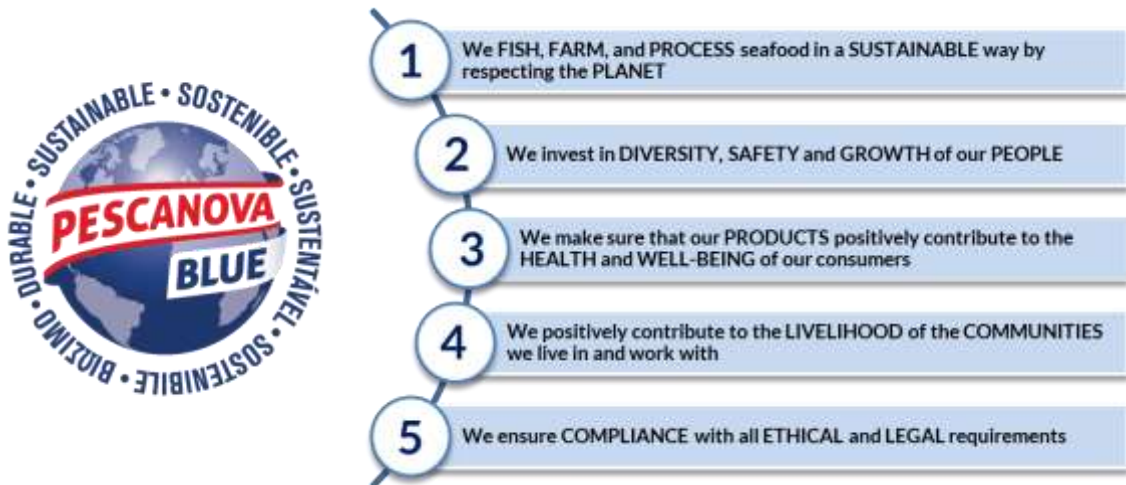 DURABLE • SUSTAINABLE • SOSTENIBLE • SUSTENTÁVEL • SOSTENIBILE • ΒΙΩΣΙΜΟ •
PESCANOVA
BLUE
1
We FISH, FARM, and PROCESS seafood in a SUSTAINABLE way by
respecting the PLANET
2
We invest in DIVERSITY, SAFETY and GROWTH of our PEOPLE
3
We make sure that our PRODUCTS positively contribute to the
HEALTH and WELL-BEING of our consumers
4
We positively contribute to the LIVELIHOOD of the COMMUNITIES
we live in and work with
5
We ensure COMPLIANCE with all ETHICAL and LEGAL requirements